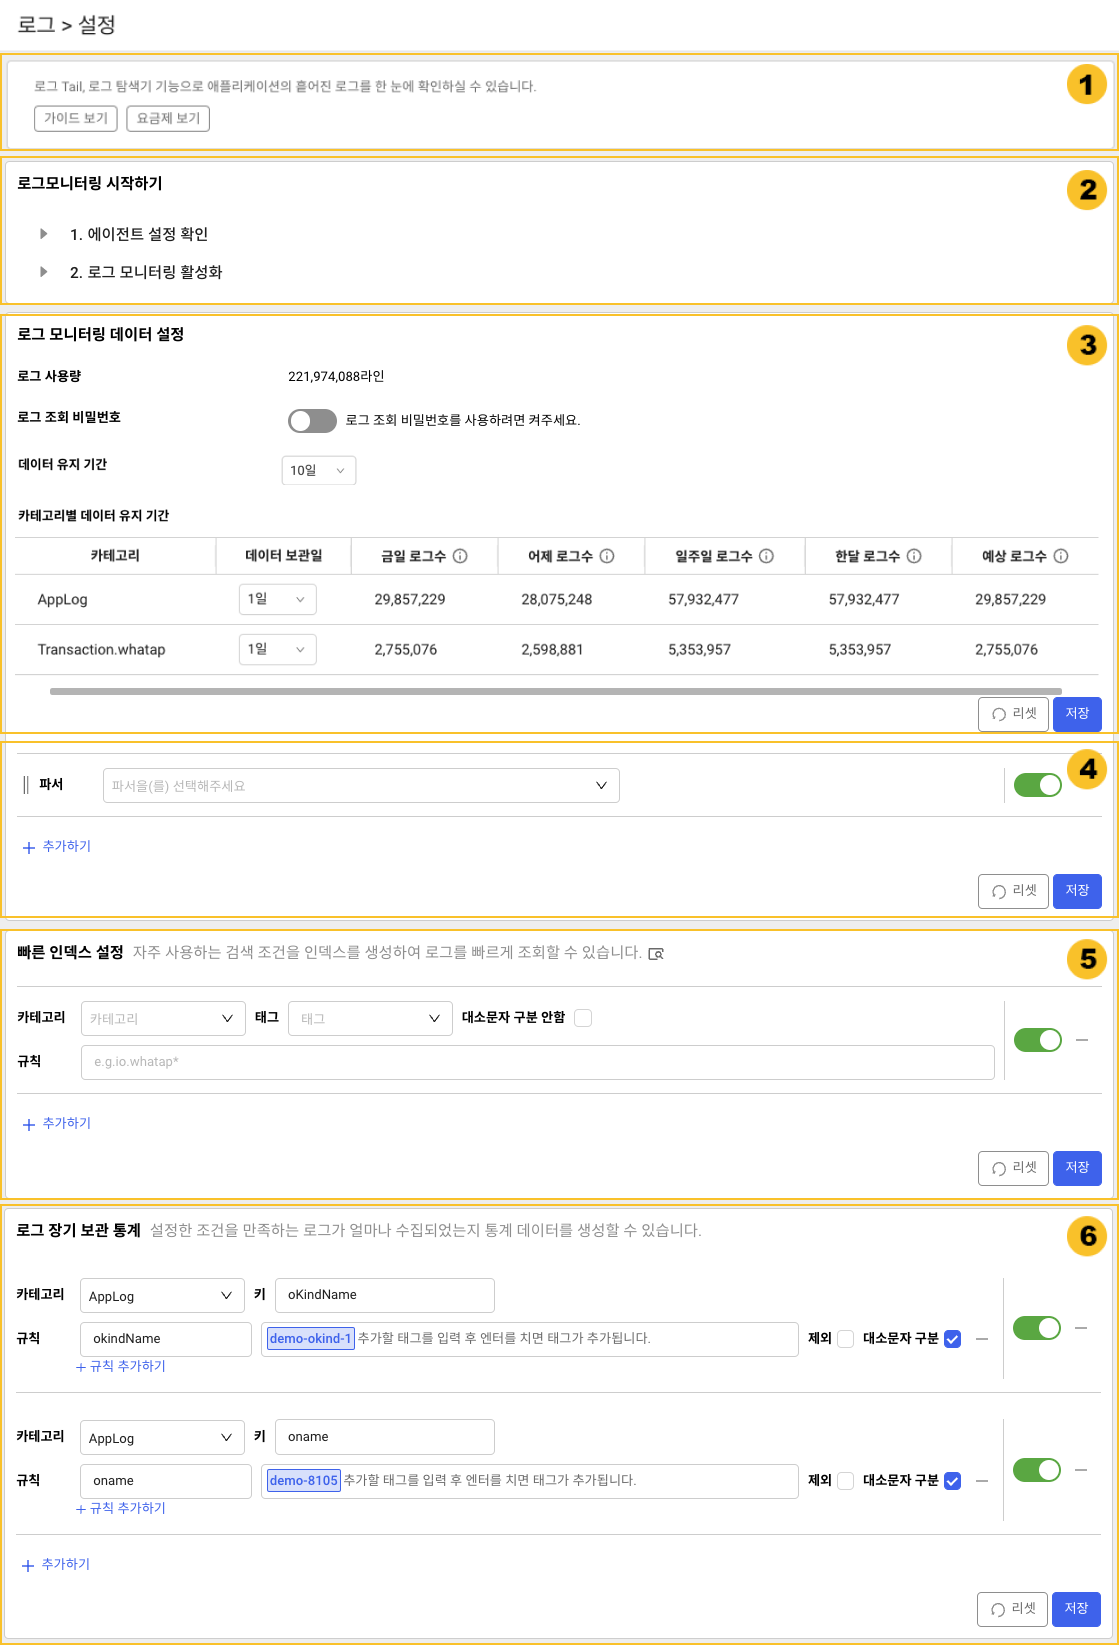 로그 > 설정
로그 Tail, 로그 탐색기 기능으로 애플리케이션의 흩어진 로그를 한 눈에 확인하실 수 있습니다.
1
가이드 보기 요금제 보기
로그모니터링 시작하기
2
1. 에이전트 설정 확인
2. 로그 모니터링 활성화
로그 모니터링 데이터 설정
3
로그 사용량 221,974,088라인
로그 조회 비밀번호 로그 조회 비밀번호를 사용하려면 켜주세요.
데이터 유지 기간 10일
카테고리별 데이터 유지 기간
카테고리 데이터 보관일 금일 로그수 어제 로그수 일주일 로그수 한달 로그수 예상 로그수
AppLog 1일 29,857,229 28,075,248 57,932,477 57,932,477 29,857,229
Transaction.whatap 1일 2,755,076 2,598,881 5,353,957 5,353,957 2,755,076
리셋 저장
4
파서 파서을(를) 선택해주세요
+ 추가하기
리셋 저장
빠른 인덱스 설정 자주 사용하는 검색 조건을 인덱스를 생성하여 로그를 빠르게 조회할 수 있습니다.
5
카테고리 카테고리 태그 태그 대소문자 구분 안함
규칙 e.g.io.whatap*
+ 추가하기
리셋 저장
로그 장기 보관 통계 설정한 조건을 만족하는 로그가 얼마나 수집되었는지 통계 데이터를 생성할 수 있습니다.
6
카테고리 AppLog 키 oKindName
규칙 okindName demo-okind-1 추가할 태그를 입력 후 엔터를 치면 태그가 추가됩니다. 제외 대소문자 구분
+ 규칙 추가하기
카테고리 AppLog 키 oname
규칙 oname demo-8105 추가할 태그를 입력 후 엔터를 치면 태그가 추가됩니다. 제외 대소문자 구분
+ 규칙 추가하기
+ 추가하기
리셋 저장